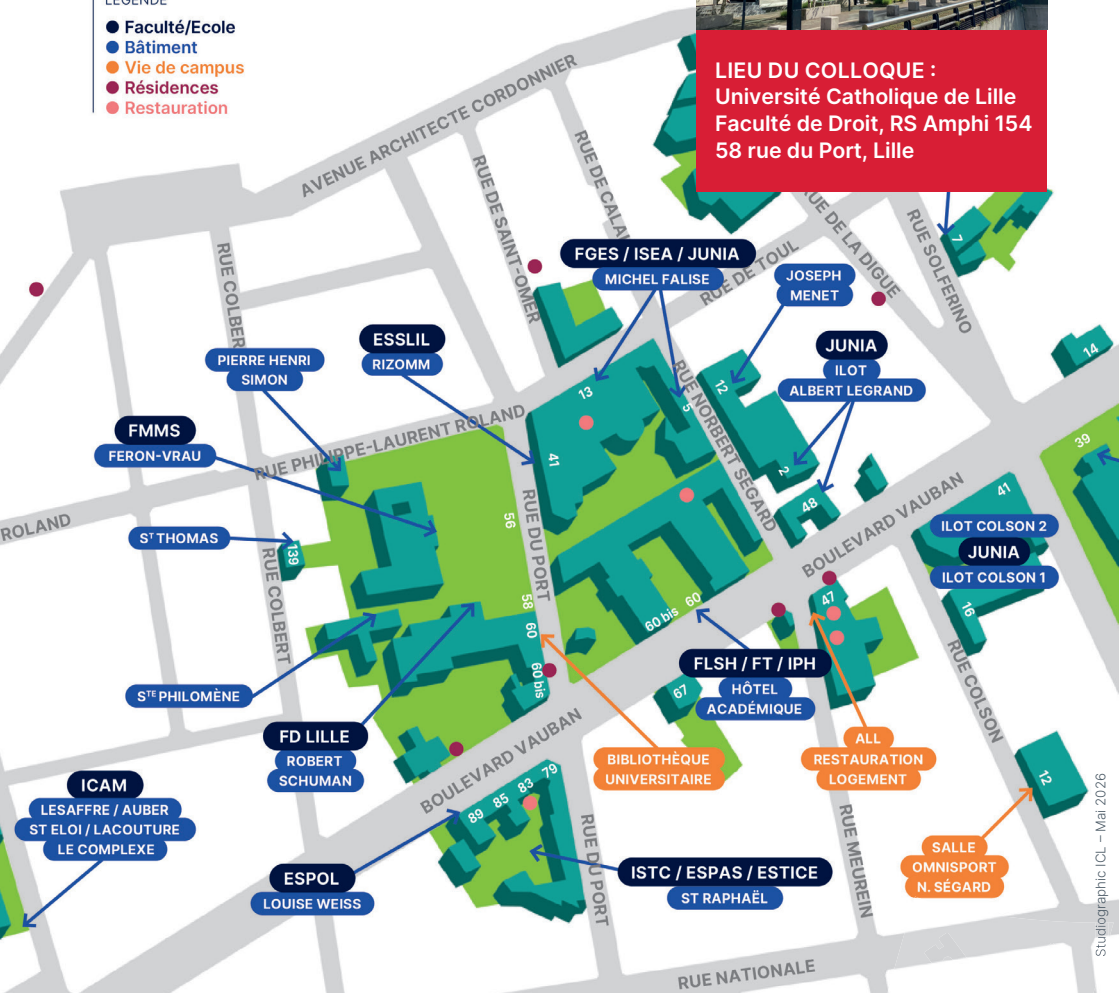 LÉGENDE
Faculté/Ecole
Bâtiment
Vie de campus
Résidences
Restauration
LIEU DU COLLOQUE :
Université Catholique de Lille
Faculté de Droit, RS Amphi 154
58 rue du Port, Lille
AVENUE ARCHITECTE CORDONNIER
RUE DE SAINT-OMER
RUE DE CALAI
RUE DE TOUL
RUE DE LA DIGUE
RUE SOLFERINO
7
RUE COLBER
FGES / ISEA / JUNIA
MICHEL FALISE
JOSEPH
MENET
ESSLIL
RIZOMM
JUNIA
ILOT
ALBERT LEGRAND
PIERRE HENRI
SIMON
14
13
5
12
RUE NORBERT SÉGARD
FMMS
FERON-VRAU
RUE PHILIPPE-LAURENT ROLAND
39
41
2
ROLAND
56
RUE DU PORT
48
BOULEVARD VAUBAN
41
ILOT COLSON 2
JUNIA
ILOT COLSON 1
ST THOMAS
139
RUE COLBERT
58
60
60 bis
60 bis
60
47
16
RUE COLSON
FLSH / FT / IPH
HÔTEL
ACADÉMIQUE
67
STE PHILOMÈNE
FD LILLE
ROBERT
SCHUMAN
BIBLIOTHÈQUE
UNIVERSITAIRE
ALL
RESTAURATION
LOGEMENT
BOULEVARD VAUBAN
12
ICAM
LESAFFRE / AUBER
ST ELOI / LACOUTURE
LE COMPLEXE
89
85
83
79
RUE DU PORT
RUE MEUREIN
SALLE
OMNISPORT
N. SÉGARD
ESPOL
LOUISE WEISS
ISTC / ESPAS / ESTICE
ST RAPHAËL
RUE NATIONALE
Studiographic ICL – Mai 2026